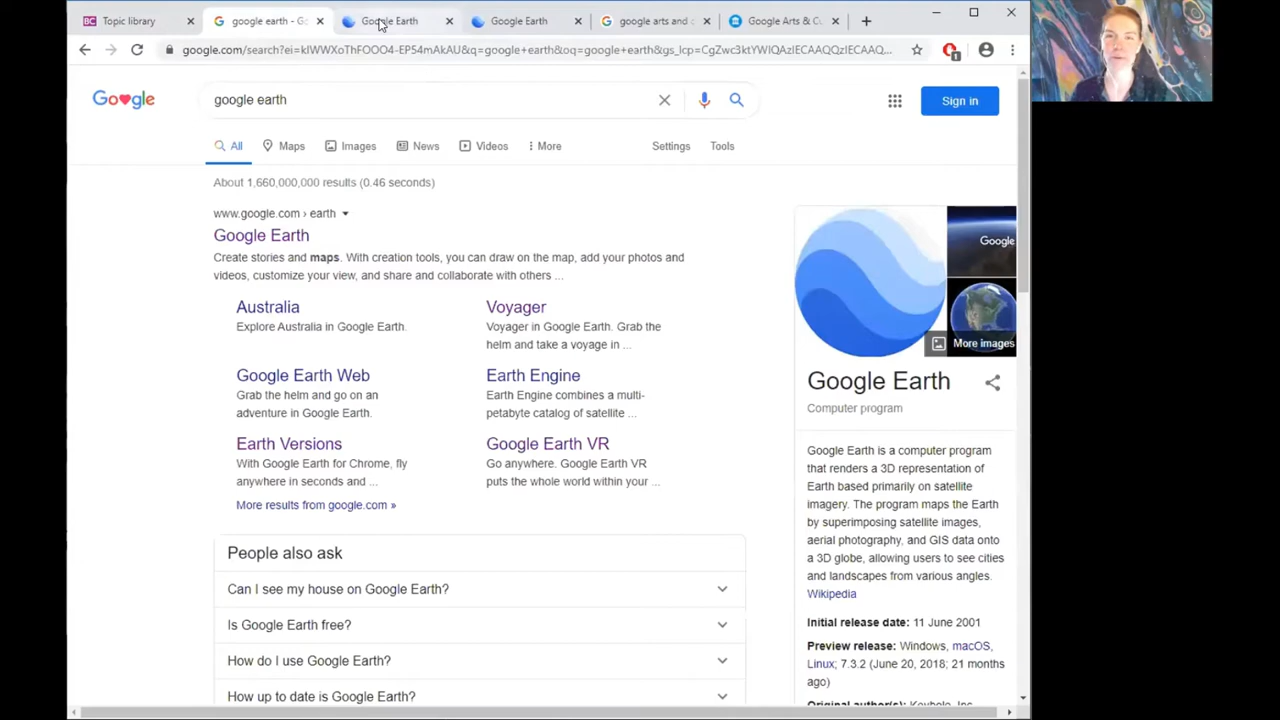 Topic library
google earth - Go
Google Earth
Google Earth
google arts and c
Google Arts & Cu
google.com/search?ei=kIWWXoThFOOO4-EP54mAkAU&q=google+earth&oq=google+earth&gs_lcp=CgZwc3ktYWIQAzIECAAQQzIECAAQ...
1
Google
google earth
Sign in
All
Maps
Images
News
Videos
More
Settings
Tools
About 1,660,000,000 results (0.46 seconds)
www.google.com › earth
Google Earth
Create stories and maps. With creation tools, you can draw on the map, add your photos and
videos, customize your view, and share and collaborate with others ...
Australia
Explore Australia in Google Earth.
Voyager
Voyager in Google Earth. Grab the
helm and take a voyage in ...
Google Earth Web
Grab the helm and go on an
adventure in Google Earth.
Earth Engine
Earth Engine combines a multi-
petabyte catalog of satellite ...
Earth Versions
With Google Earth for Chrome, fly
anywhere in seconds and ...
Google Earth VR
Go anywhere. Google Earth VR
puts the whole world within your ...
More results from google.com »
People also ask
Can I see my house on Google Earth?
Is Google Earth free?
How do I use Google Earth?
How up to date is Google Earth?
Google
More images
Google Earth
Computer program
Google Earth is a computer program
that renders a 3D representation of
Earth based primarily on satellite
imagery. The program maps the Earth
by superimposing satellite images,
aerial photography, and GIS data onto
a 3D globe, allowing users to see cities
and landscapes from various angles.
Wikipedia
Initial release date: 11 June 2001
Preview release: Windows, macOS,
Linux; 7.3.2 (June 20, 2018; 21 months
ago)